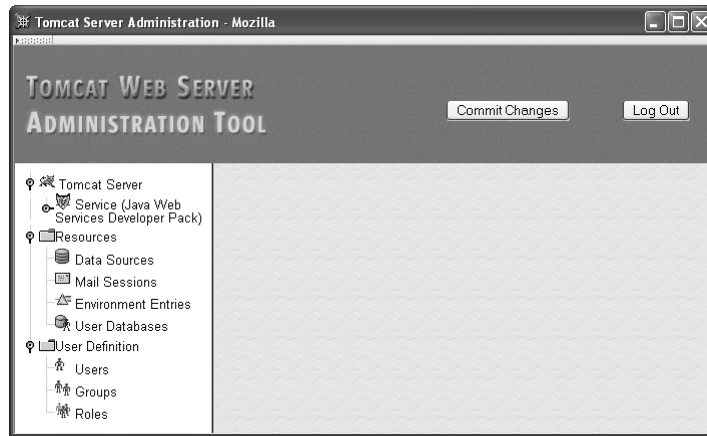 Tomcat Server Administration - Mozilla
TOMCAT WEB SERVER
ADMINISTRATION TOOL
Commit Changes
Log Out
Tomcat Server
Service (Java Web
Services Developer Pack)
Resources
Data Sources
Mail Sessions
Environment Entries
User Databases
User Definition
Users
Groups
Roles